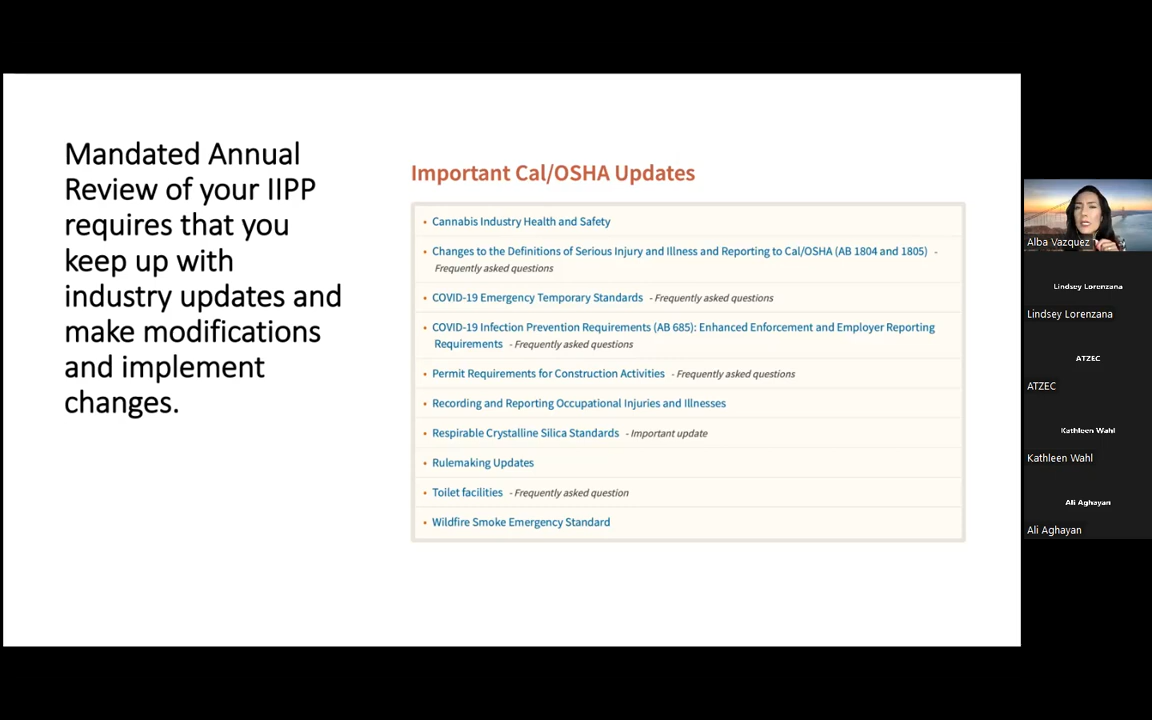 Mandated Annual
Review of your IIPP
requires that you
keep up with
industry updates and
make modifications
and implement
changes.
Important Cal/OSHA Updates
• Cannabis Industry Health and Safety
• Changes to the Definitions of Serious Injury and Illness and Reporting to Cal/OSHA (AB 1804 and 1805) -
Frequently asked questions
• COVID-19 Emergency Temporary Standards - Frequently asked questions
• COVID-19 Infection Prevention Requirements (AB 685): Enhanced Enforcement and Employer Reporting
Requirements - Frequently asked questions
• Permit Requirements for Construction Activities - Frequently asked questions
• Recording and Reporting Occupational Injuries and Illnesses
• Respirable Crystalline Silica Standards - Important update
• Rulemaking Updates
• Toilet facilities - Frequently asked question
• Wildfire Smoke Emergency Standard
Alba Vazquez
Lindsey Lorenzana
Lindsey Lorenzana
ATZEC
ATZEC
Kathleen Wahl
Kathleen Wahl
Ali Aghayan
Ali Aghayan